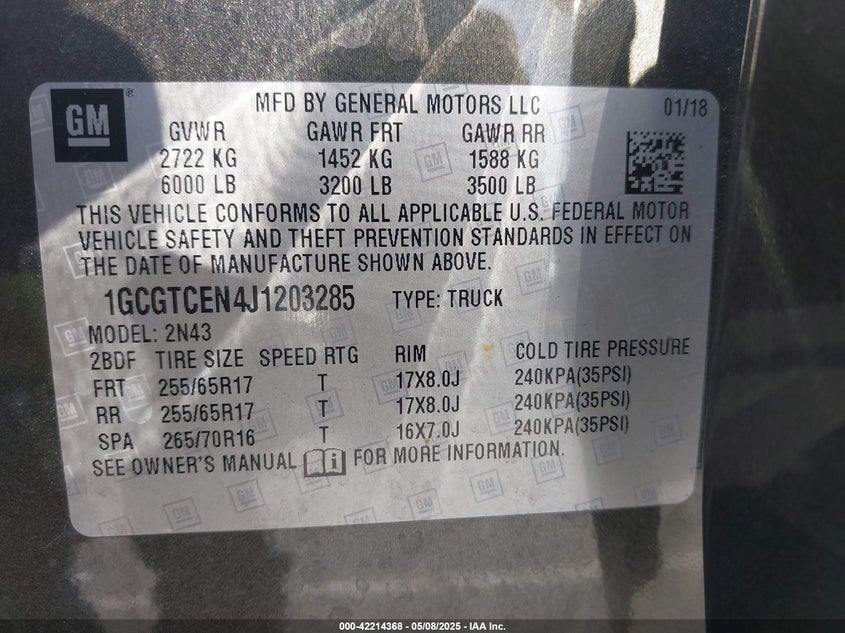 GM
MFD BY GENERAL MOTORS LLC 01/18
GVWR GAWR FRT GAWR RR
2722 KG 1452 KG 1588 KG
6000 LB 3200 LB 3500 LB
THIS VEHICLE CONFORMS TO ALL APPLICABLE U.S. FEDERAL MOTOR
VEHICLE SAFETY AND THEFT PREVENTION STANDARDS IN EFFECT ON
THE DATE OF MANUFACTURE SHOWN ABOVE.
1GCGTCEN4J1203285 TYPE: TRUCK
MODEL: 2N43
2BDF TIRE SIZE SPEED RTG RIM COLD TIRE PRESSURE
FRT 255/65R17 T 17X8.0J 240KPA(35PSI)
RR 255/65R17 T 17X8.0J 240KPA(35PSI)
SPA 265/70R16 T 16X7.0J 240KPA(35PSI)
SEE OWNER'S MANUAL i FOR MORE INFORMATION.
000-42214368 - 05/08/2025 - IAA Inc.